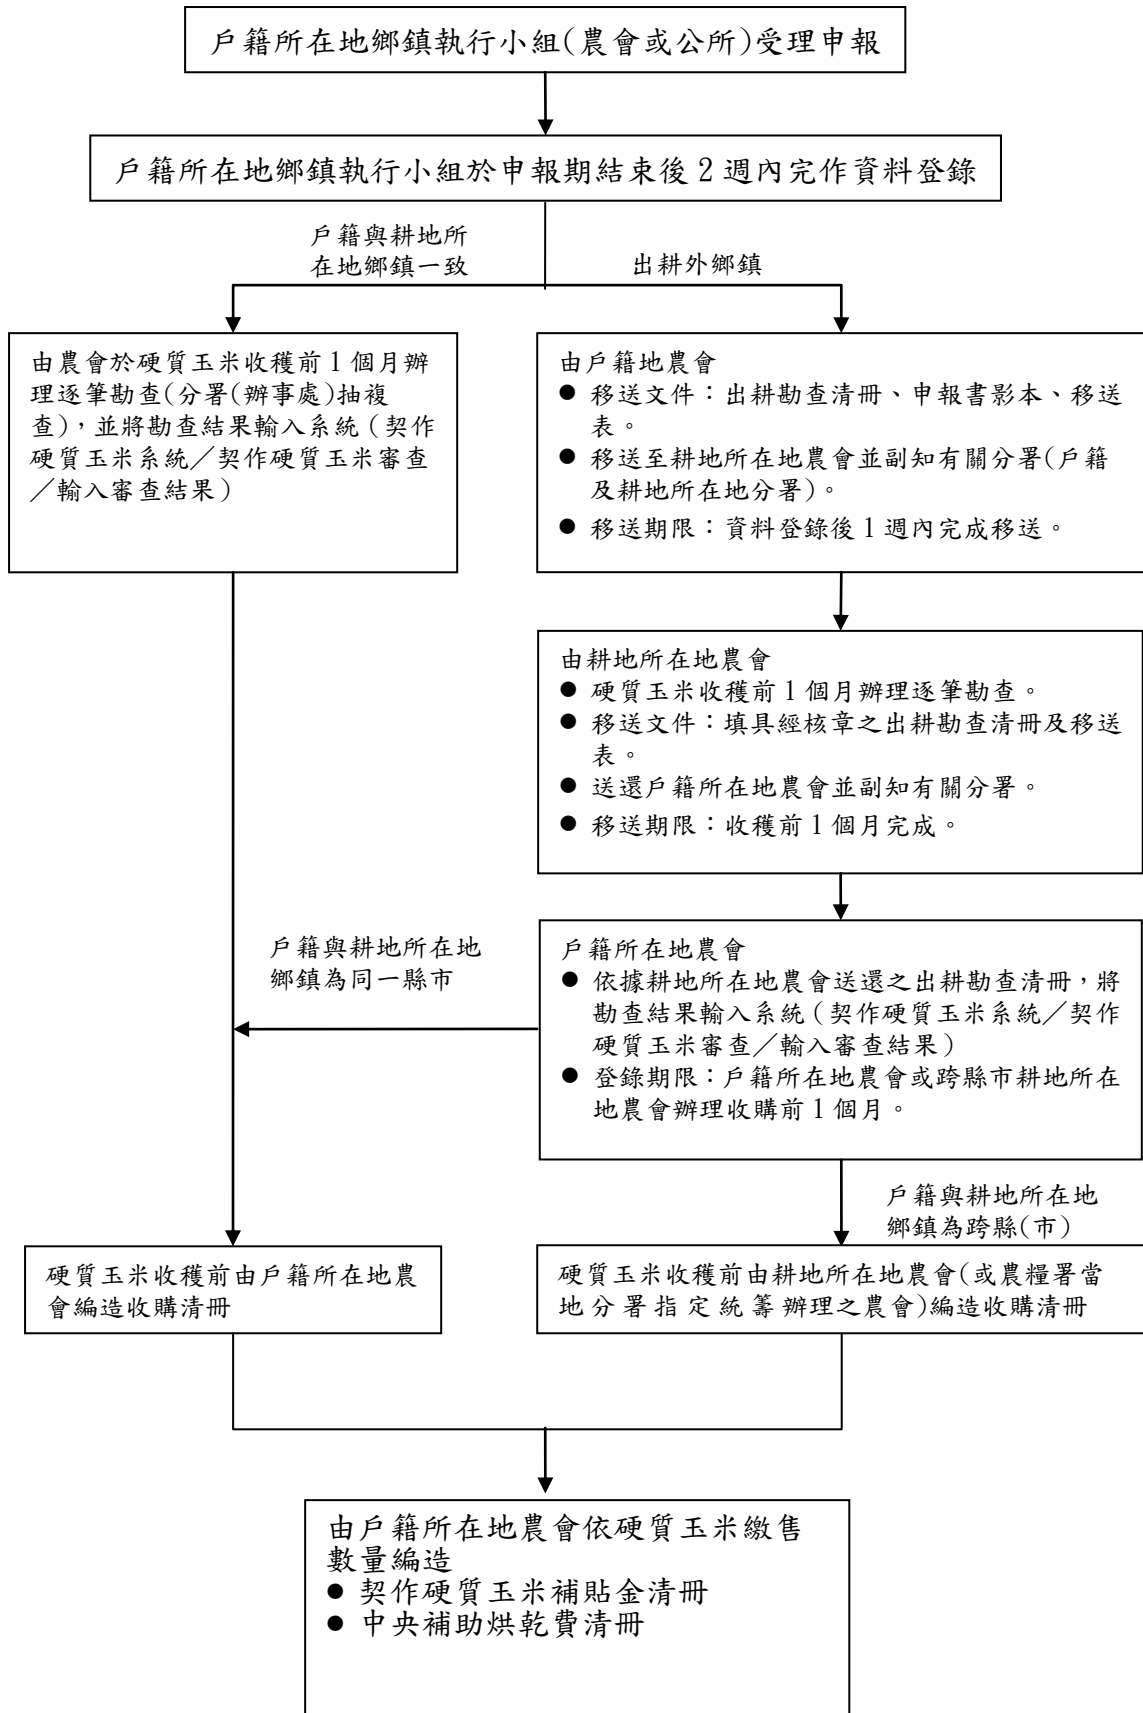 戶籍所在地鄉鎮執行小組(農會或公所)受理申報
戶籍所在地鄉鎮執行小組於申報期結束後 2 週內完作資料登錄
戶籍與耕地所
在地鄉鎮一致
出耕外鄉鎮
由農會於硬質玉米收穫前 1 個月辦
理逐筆勘查(分署(辦事處)抽複
查)，並將勘查結果輸入系統（契作
硬質玉米系統／契作硬質玉米審查
／輸入審查結果）
由戶籍地農會
● 移送文件：出耕勘查清冊、申報書影本、移送
表。
● 移送至耕地所在地農會並副知有關分署(戶籍
及耕地所在地分署)。
● 移送期限：資料登錄後 1 週內完成移送。
由耕地所在地農會
● 硬質玉米收穫前 1 個月辦理逐筆勘查。
● 移送文件：填具經核章之出耕勘查清冊及移送
表。
● 送還戶籍所在地農會並副知有關分署。
● 移送期限：收穫前 1 個月完成。
戶籍與耕地所在地
鄉鎮為同一縣市
戶籍所在地農會
● 依據耕地所在地農會送還之出耕勘查清冊，將
勘查結果輸入系統（契作硬質玉米系統／契作
硬質玉米審查／輸入審查結果）
● 登錄期限：戶籍所在地農會或跨縣市耕地所在
地農會辦理收購前 1 個月。
戶籍與耕地所在地
鄉鎮為跨縣(市)
硬質玉米收穫前由戶籍所在地農
會編造收購清冊
硬質玉米收穫前由耕地所在地農會(或農糧署當
地分署指定統籌辦理之農會)編造收購清冊
由戶籍所在地農會依硬質玉米繳售
數量編造
● 契作硬質玉米補貼金清冊
● 中央補助烘乾費清冊